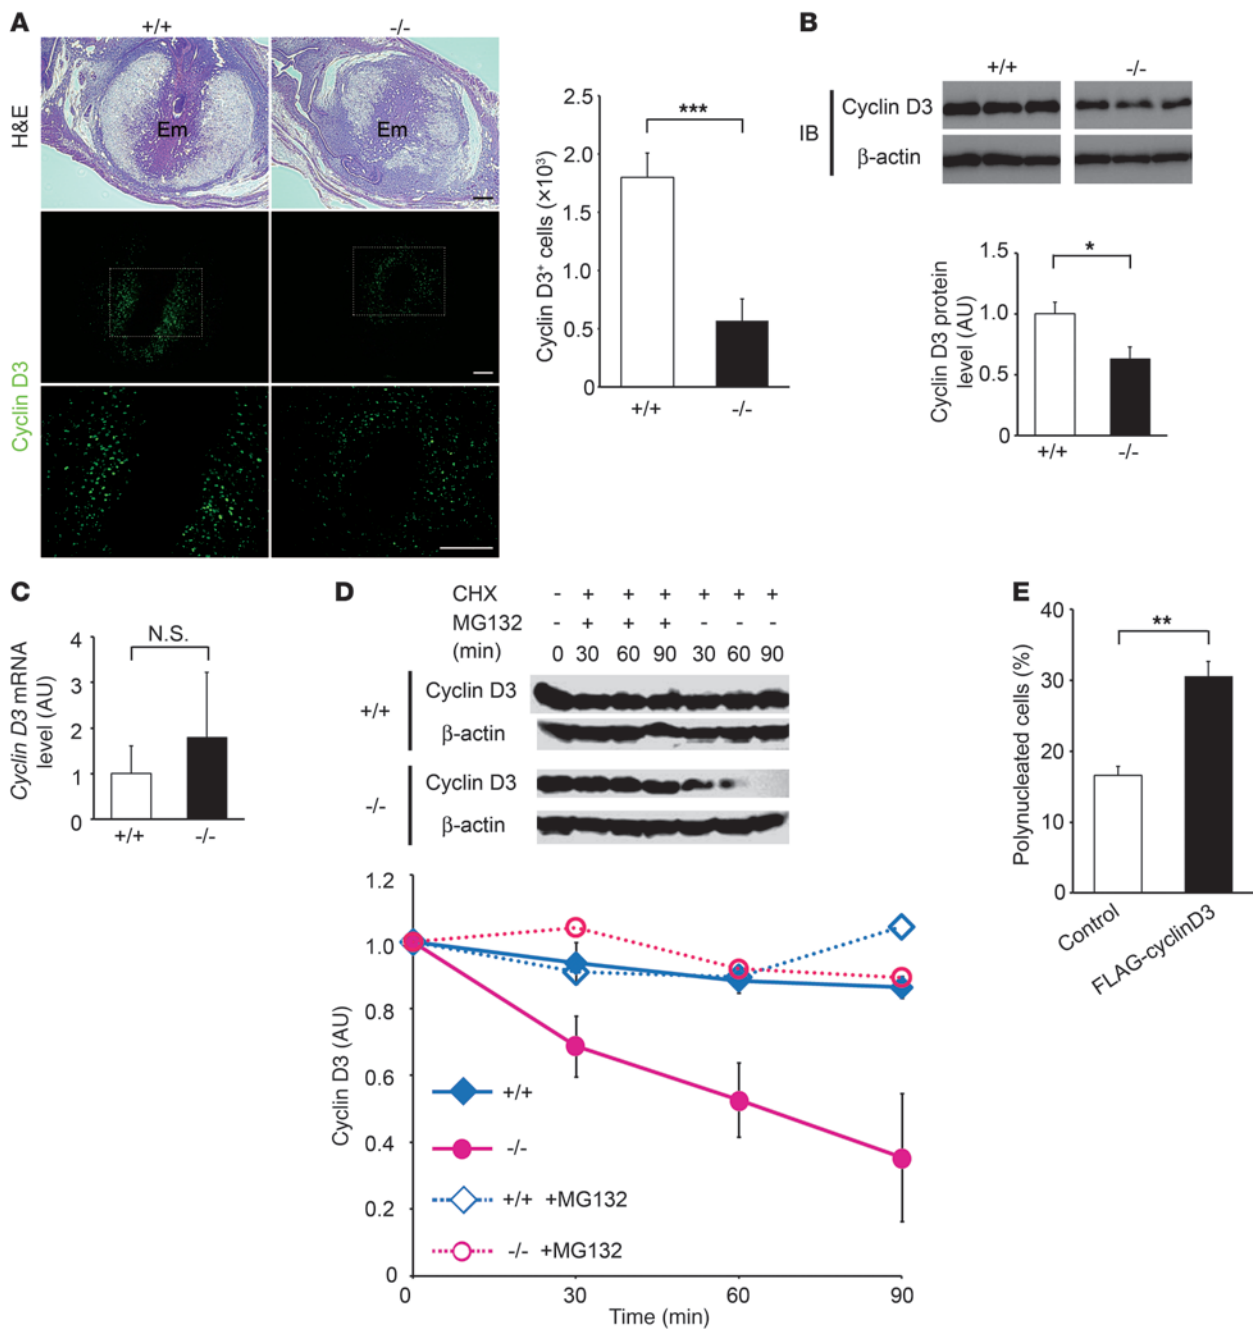 A
+/+
-/-
H&E
Em
Em
Cyclin D3
Cyclin D3⁺ cells (×10³)
2.5
2.0
1.5
1.0
0.5
0
***
+/+
-/-
B
+/+
-/-
IB
Cyclin D3
β-actin
Cyclin D3 protein
level (AU)
1.5
1.0
0.5
0
*
+/+
-/-
C
Cyclin D3 mRNA
level (AU)
4
3
2
1
0
N.S.
+/+
-/-
D
CHX - + + + + + +
MG132 - + + + - - -
(min) 0 30 60 90 30 60 90
+/+
Cyclin D3
β-actin
-/-
Cyclin D3
β-actin
Cyclin D3 (AU)
1.2
1.0
0.8
0.6
0.4
0.2
0
+/+
-/-
+/+ +MG132
-/- +MG132
0 30 60 90
Time (min)
E
Polynucleated cells (%)
40
30
20
10
0
**
Control
FLAG-cyclinD3